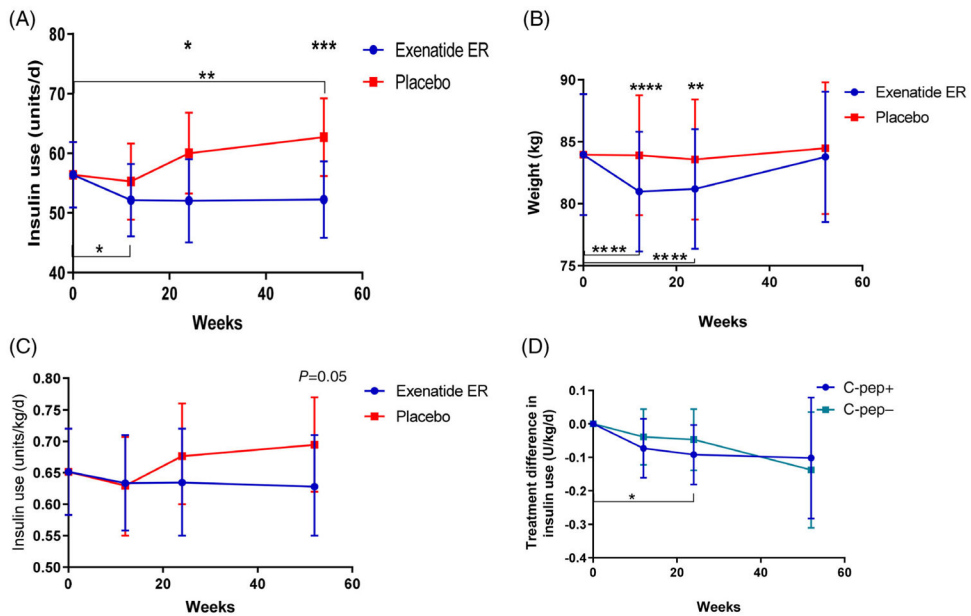 (A)
Insulin use (units/d)
80
70
60
50
40
0
20
40
60
Weeks
*
***
**
*
Exenatide ER
Placebo
(B)
Weight (kg)
90
85
80
75
0
20
40
60
Weeks
****
**
****
****
Exenatide ER
Placebo
(C)
Insulin use (units/kg/d)
0.80
0.75
0.70
0.65
0.60
0.55
0.50
0
20
40
60
Weeks
P=0.05
Exenatide ER
Placebo
(D)
Treatment difference in
insulin use (U/kg/d)
0.1
0.0
-0.1
-0.2
-0.3
-0.4
0
20
40
60
Weeks
*
C-pep+
C-pep–